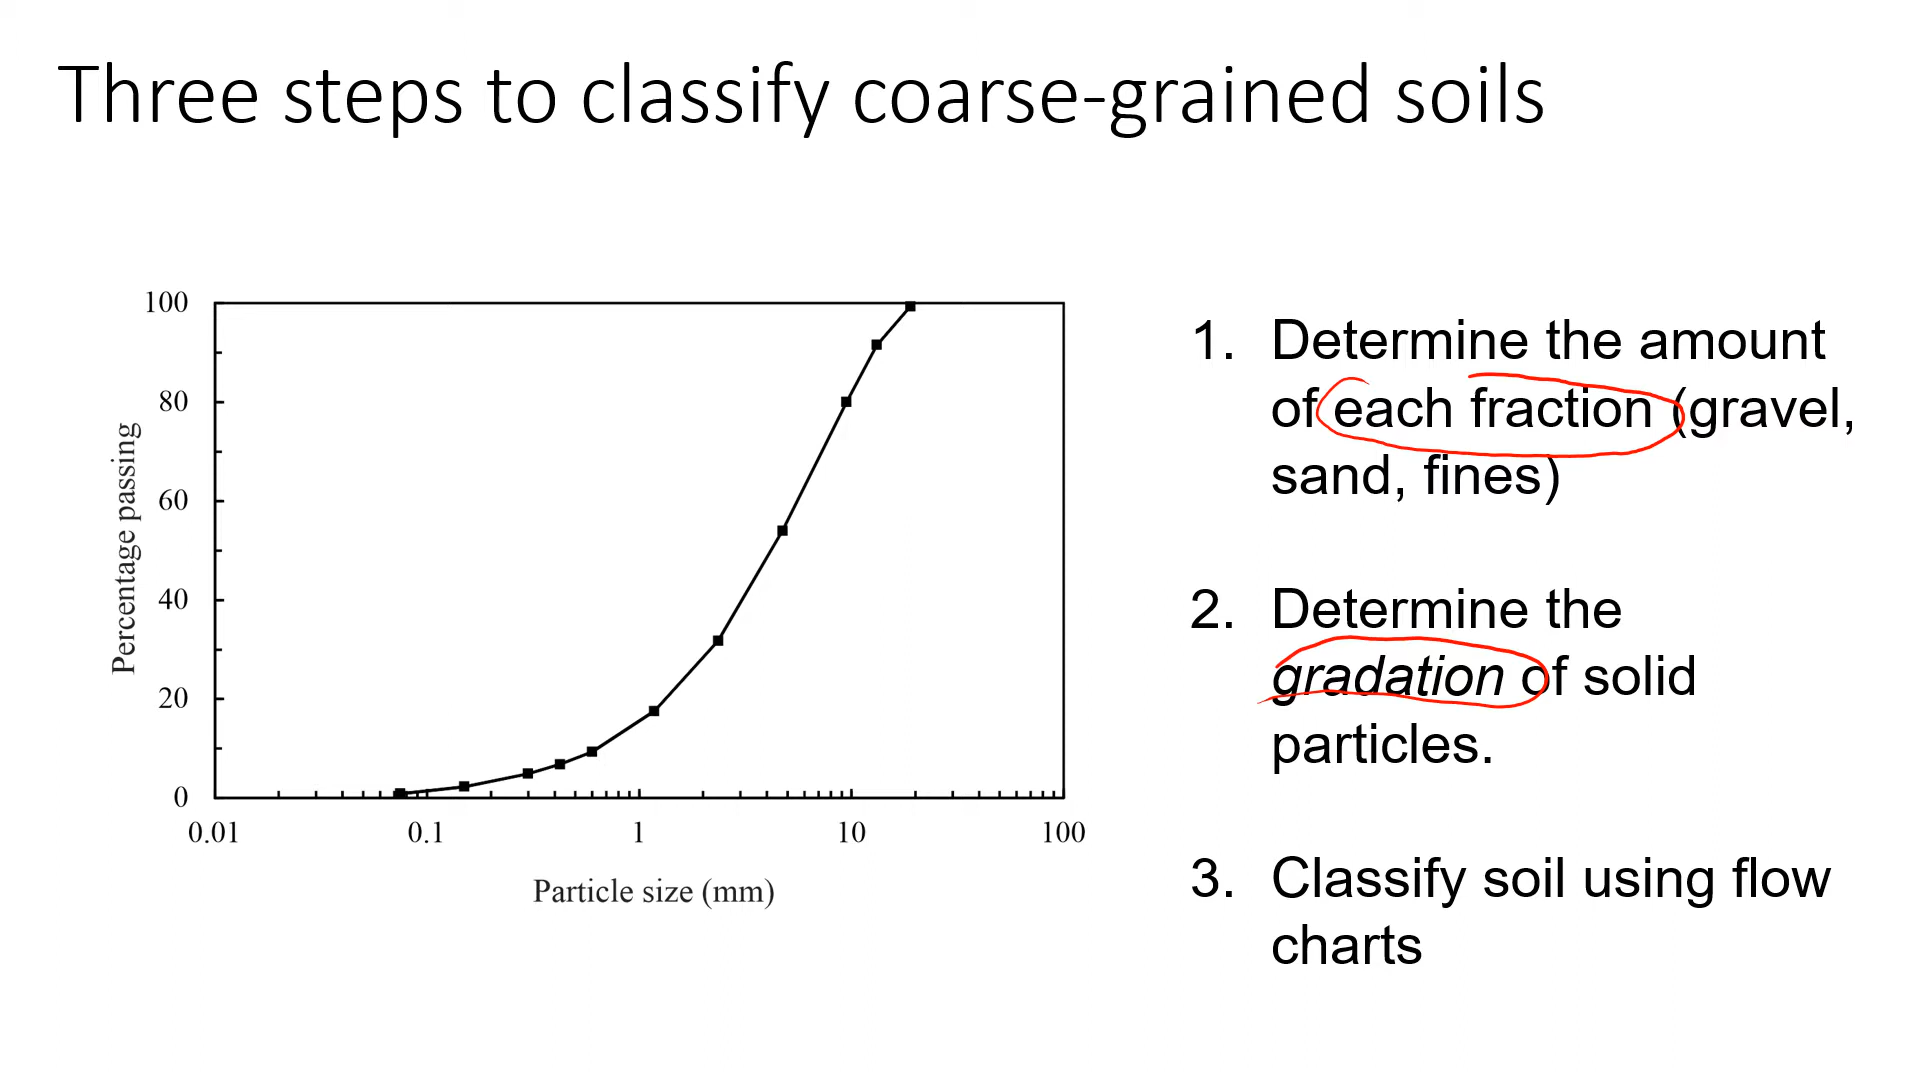 Three steps to classify coarse-grained soils
100
80
60
40
20
0
Percentage passing
0.01 0.1 1 10 100
Particle size (mm)
1. Determine the amount
of each fraction (gravel,
sand, fines)
2. Determine the
gradation of solid
particles.
3. Classify soil using flow
charts